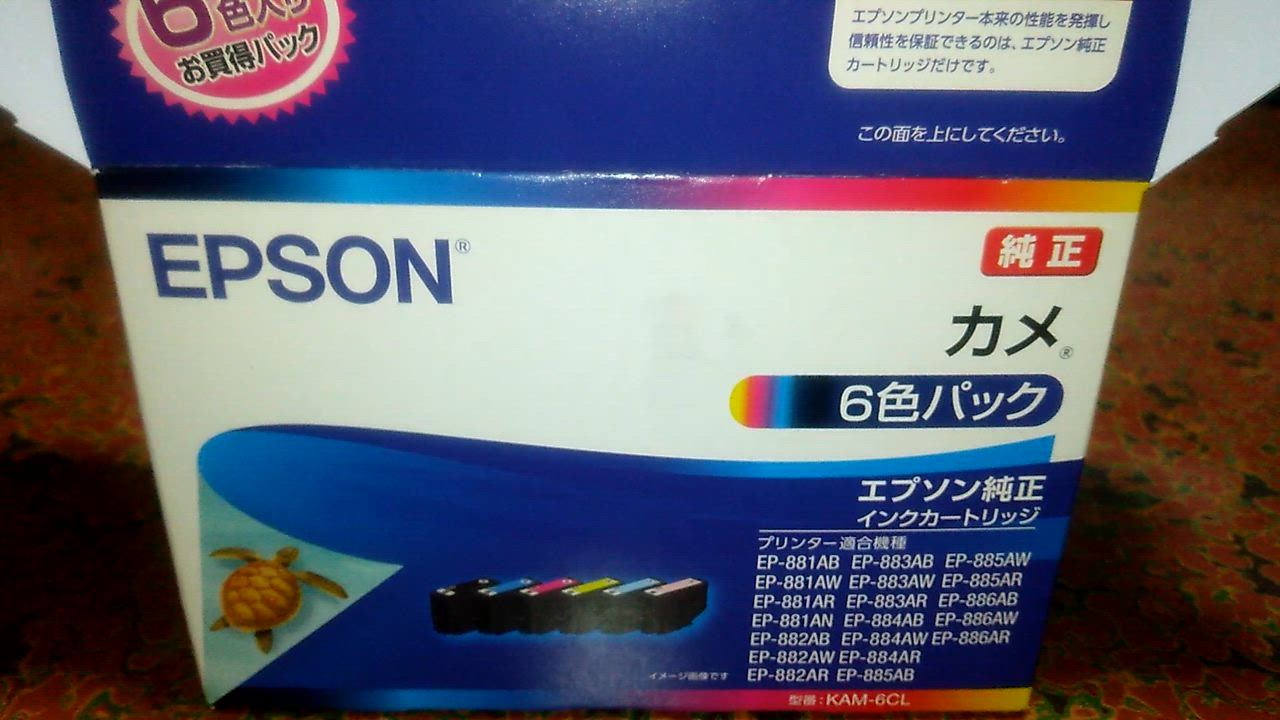 6色入り
お買得パック
エプソンプリンター本来の性能を発揮し
信頼性を保証できるのは、エプソン純正
カートリッジだけです。
この面を上にしてください。
EPSON®
純正
カメ®
6色パック
エプソン純正
インクカートリッジ
プリンター適合機種
EP-881AB EP-883AB EP-885AW
EP-881AW EP-883AW EP-885AR
EP-881AR EP-883AR EP-886AB
EP-881AN EP-884AB EP-886AW
EP-882AB EP-884AW EP-886AR
EP-882AW EP-884AR
EP-882AR EP-885AB
イメージ画像です
型番:KAM-6CL